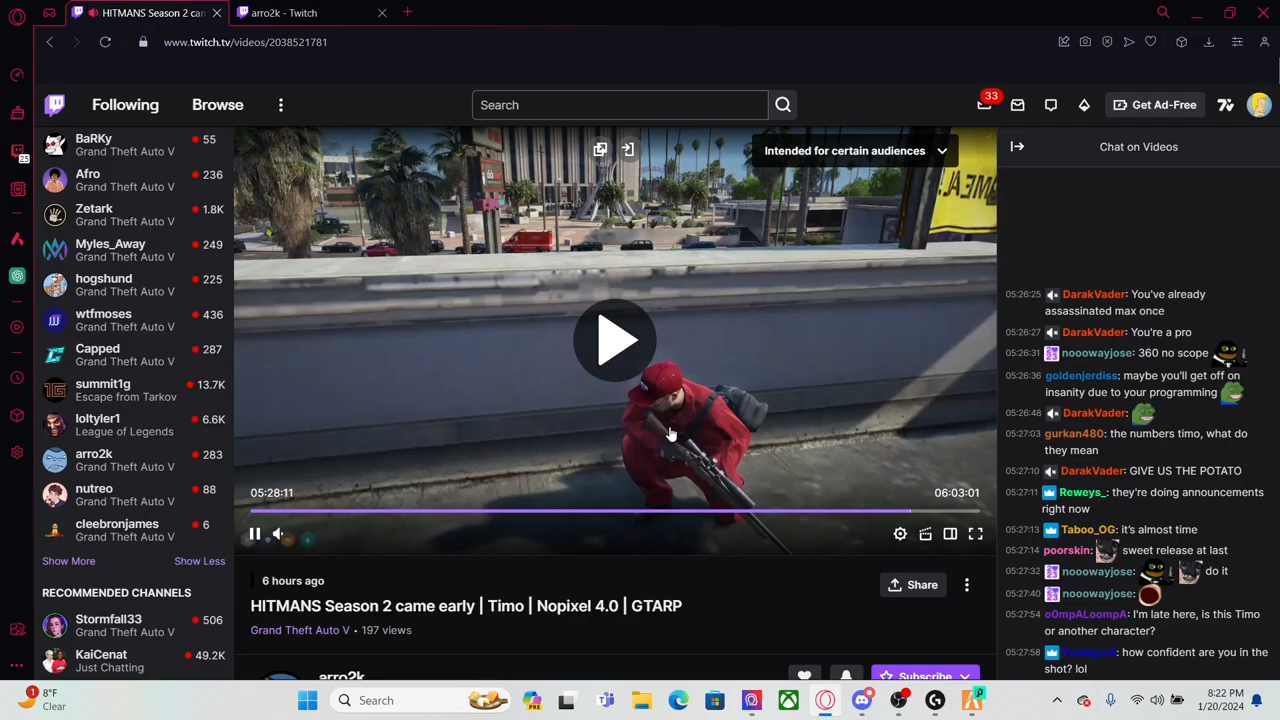 HITMANS Season 2 can
arro2k - Twitch
www.twitch.tv/videos/2038521781
Following
Browse
Search
33
Get Ad-Free
25
BaRKy
55
Grand Theft Auto V
Afro
236
Grand Theft Auto V
Zetark
1.8K
Grand Theft Auto V
Myles_Away
249
Grand Theft Auto V
hogshund
225
Grand Theft Auto V
wtfmoses
436
Grand Theft Auto V
Capped
287
Grand Theft Auto V
summit1g
13.7K
Escape from Tarkov
loltyler1
6.6K
League of Legends
arro2k
283
Grand Theft Auto V
nutreo
88
Grand Theft Auto V
cleebronjames
6
Grand Theft Auto V
Show More
Show Less
RECOMMENDED CHANNELS
Stormfall33
506
Grand Theft Auto V
KaiCenat
49.2K
Just Chatting
Intended for certain audiences
05:28:11
06:03:01
6 hours ago
Share
HITMANS Season 2 came early | Timo | Nopixel 4.0 | GTARP
Grand Theft Auto V • 197 views
arro2k
Subscribe
Chat on Videos
05:26:25 DarakVader: You've already
assassinated max once
05:26:27 DarakVader: You're a pro
05:26:31 nooowayjose: 360 no scope
05:26:36 goldenjerdiss: maybe you'll get off on
insanity due to your programming
05:26:48 DarakVader:
05:27:03 gurkan480: the numbers timo, what do
they mean
05:27:10 DarakVader: GIVE US THE POTATO
05:27:11 Reweys_: they're doing announcements
right now
05:27:13 Taboo_OG: it's almost time
05:27:14 poorskin: sweet release at last
05:27:32 nooowayjose: do it
05:27:40 nooowayjose:
05:27:54 o0mpALoompA: I'm late here, is this Timo
or another character?
05:27:58 how confident are you in the
shot? lol
1
8°F
Clear
Search
PRE
8:22 PM
1/20/2024